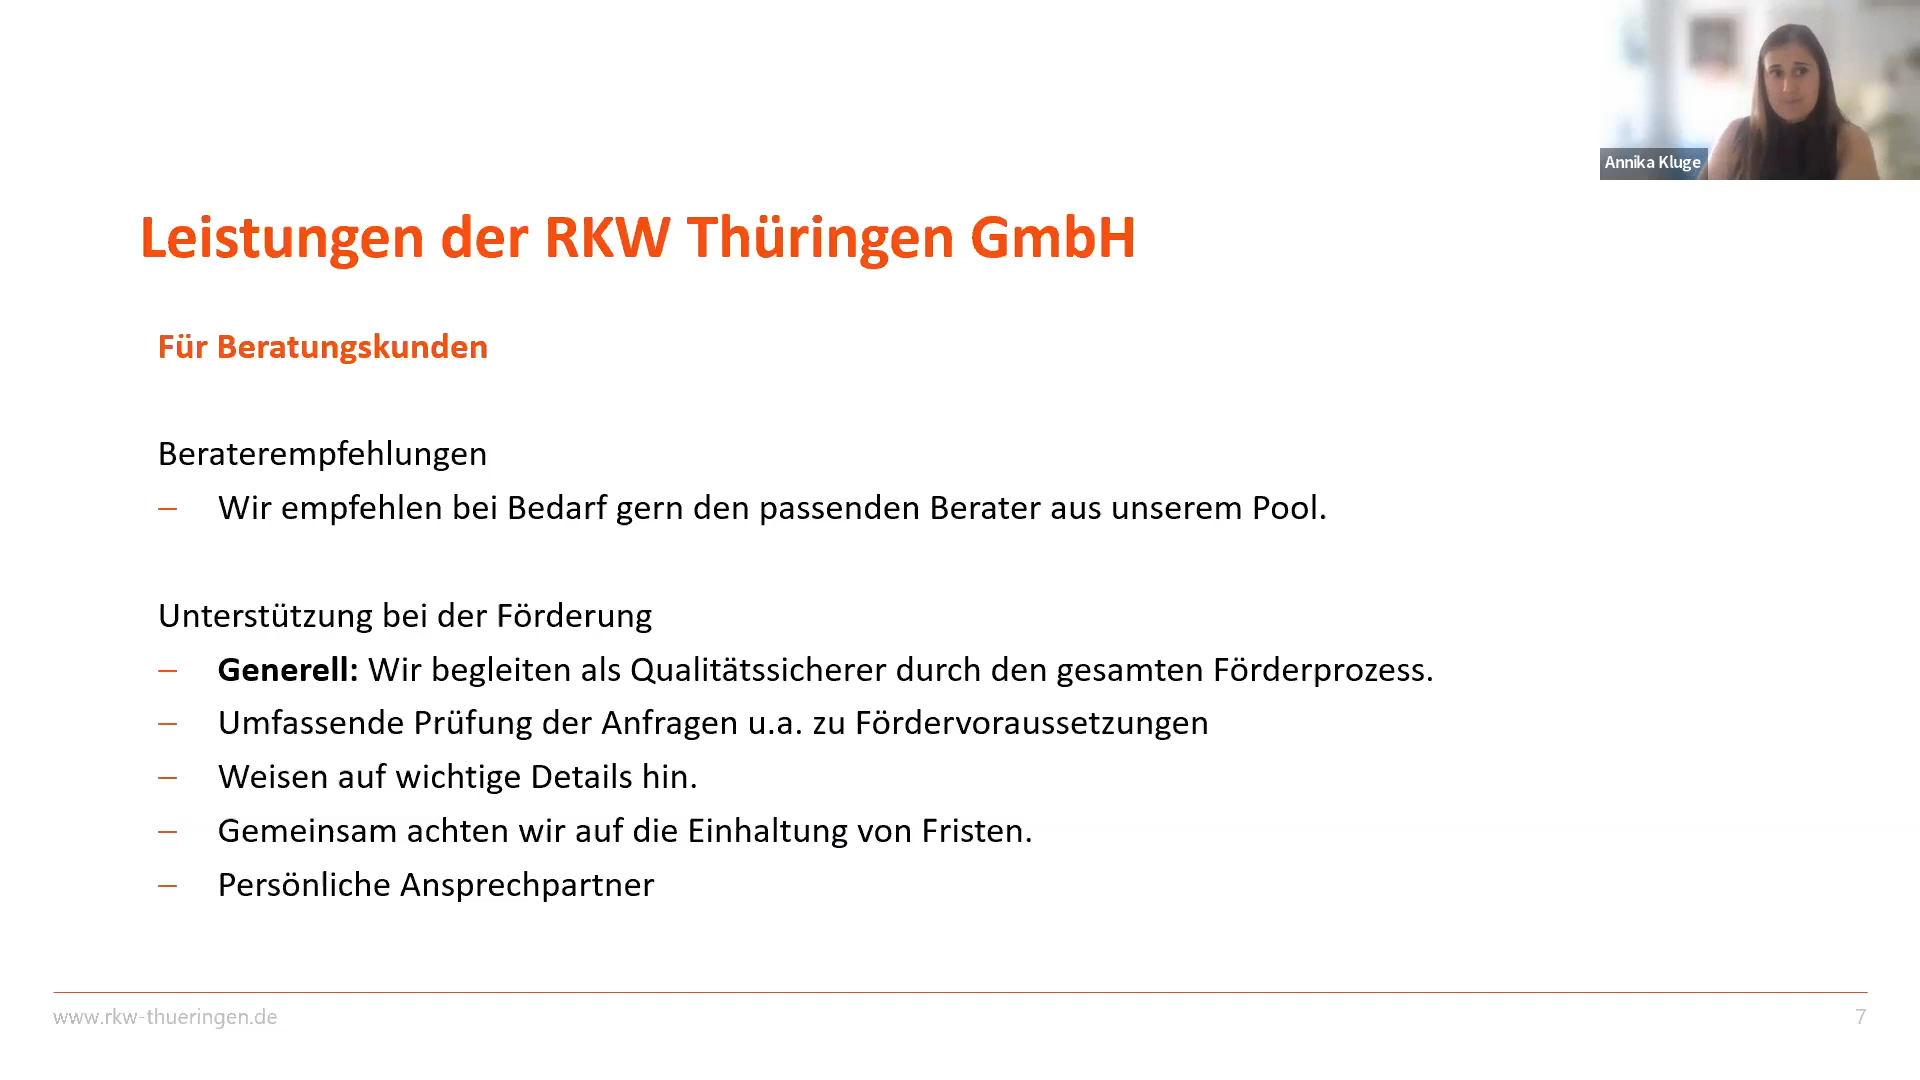 Annika Kluge
Leistungen der RKW Thüringen GmbH
Für Beratungskunden
Beraterempfehlungen
– Wir empfehlen bei Bedarf gern den passenden Berater aus unserem Pool.
Unterstützung bei der Förderung
– Generell: Wir begleiten als Qualitätssicherer durch den gesamten Förderprozess.
– Umfassende Prüfung der Anfragen u.a. zu Fördervoraussetzungen
– Weisen auf wichtige Details hin.
– Gemeinsam achten wir auf die Einhaltung von Fristen.
– Persönliche Ansprechpartner
www.rkw-thueringen.de 7